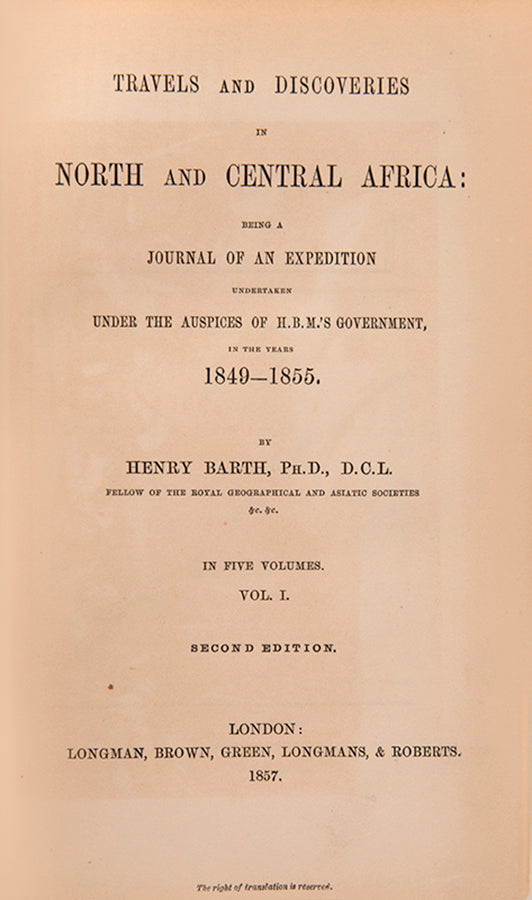 TRAVELS AND DISCOVERIES
IN
NORTH AND CENTRAL AFRICA:
BEING A
JOURNAL OF AN EXPEDITION
UNDERTAKEN
UNDER THE AUSPICES OF H.B.M.'S GOVERNMENT,
IN THE YEARS
1849—1855.
BY
HENRY BARTH, PH.D., D.C.L.
FELLOW OF THE ROYAL GEOGRAPHICAL AND ASIATIC SOCIETIES
&c. &c.
IN FIVE VOLUMES.
VOL. I.
SECOND EDITION.
LONDON:
LONGMAN, BROWN, GREEN, LONGMANS, & ROBERTS.
1857.
The right of translation is reserved.